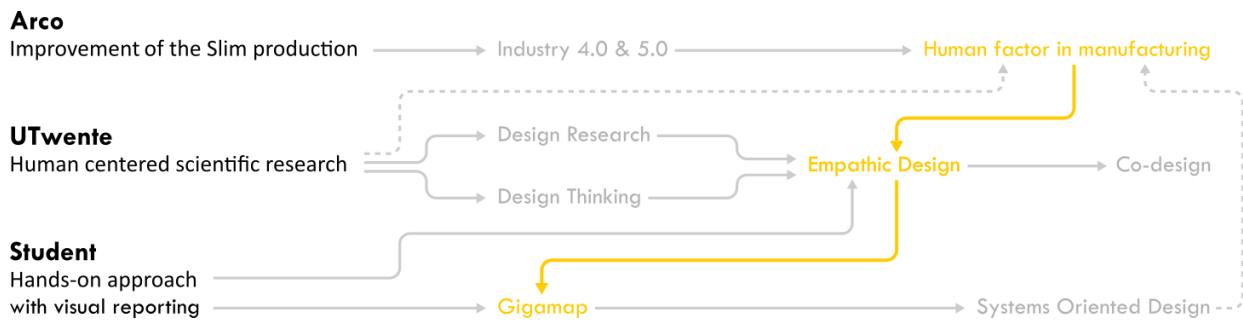 Arco
Improvement of the Slim production
Industry 4.0 & 5.0
Human factor in manufacturing
UTwente
Human centered scientific research
Design Research
Design Thinking
Empathic Design
Co-design
Student
Hands-on approach
with visual reporting
Gigamap
Systems Oriented Design